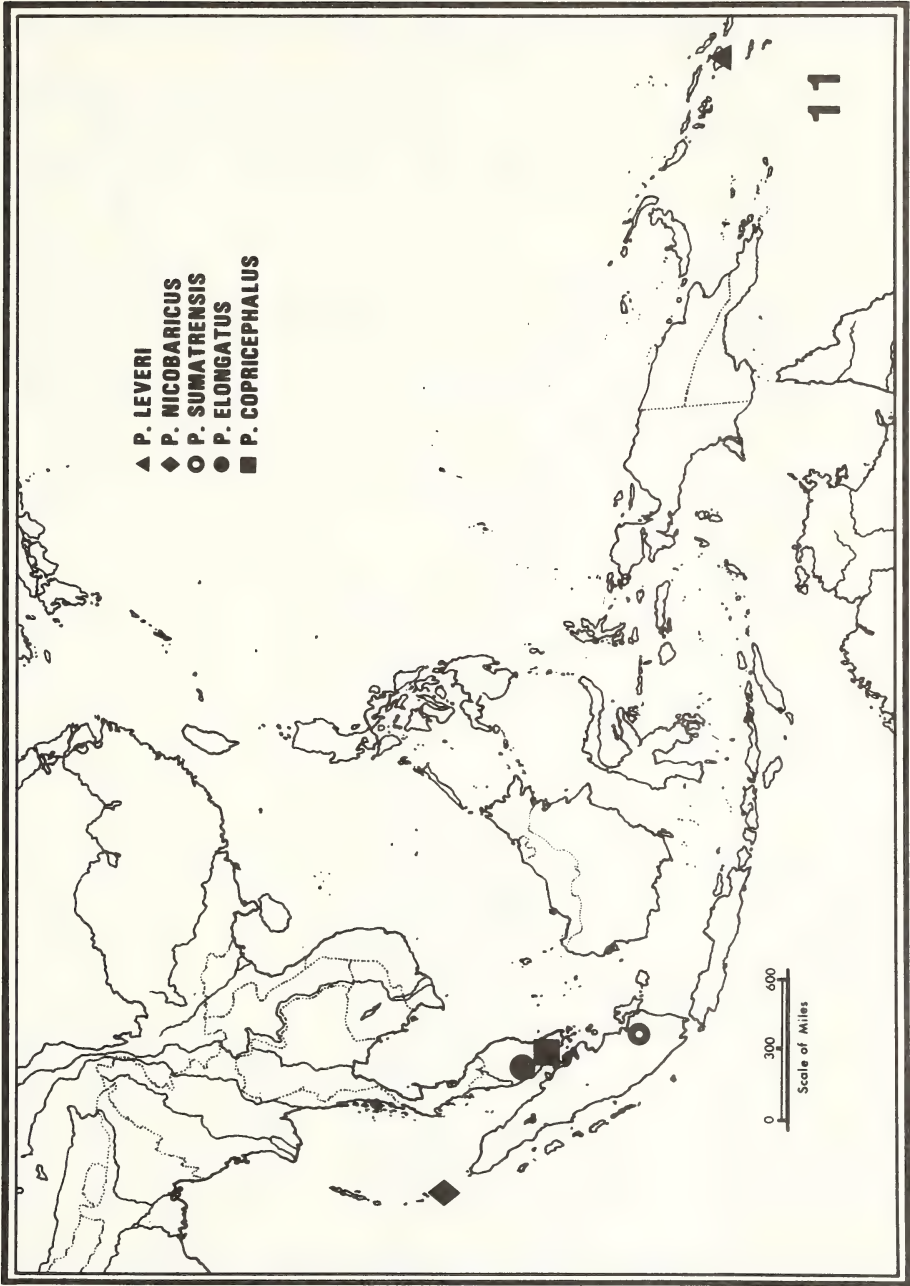 ▲ P. LEVERI
◆ P. NICOBARICUS
P. SUMATRENSIS
● P. ELONGATUS
■ P. COPRICEPHALUS
0 300 600
Scale of Miles
11